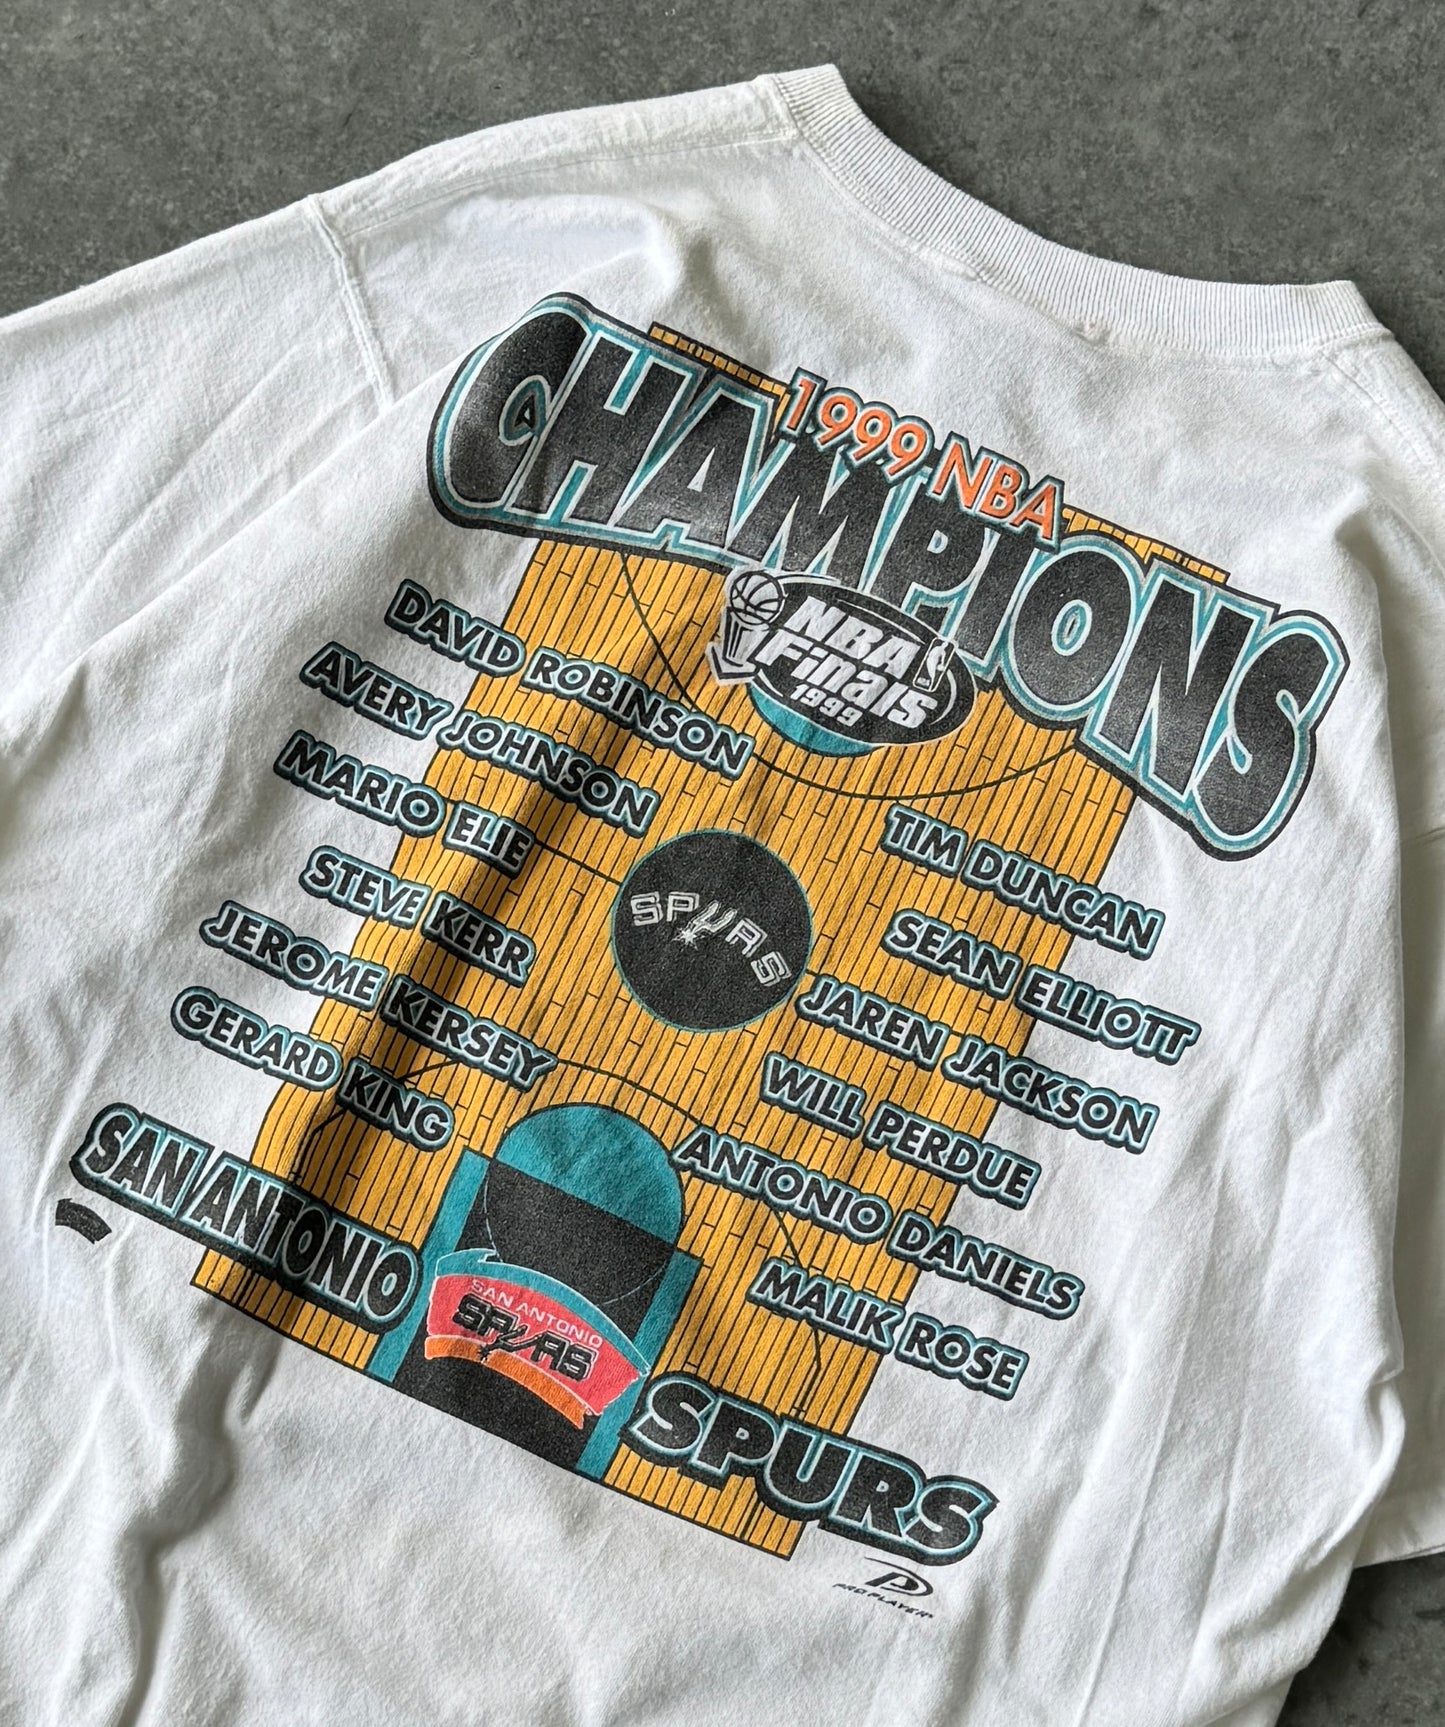 1999 NBA
CHAMPIONS
NBA
Finals
1999
DAVID ROBINSON
AVERY JOHNSON
MARIO ELIE
STEVE KERR
JEROME KERSEY
GERARD KING
TIM DUNCAN
SEAN ELLIOTT
JAREN JACKSON
WILL PERDUE
ANTONIO DANIELS
MALIK ROSE
SPURS
SAN ANTONIO
SAN ANTONIO
SPURS
SPURS
PRO PLAYER